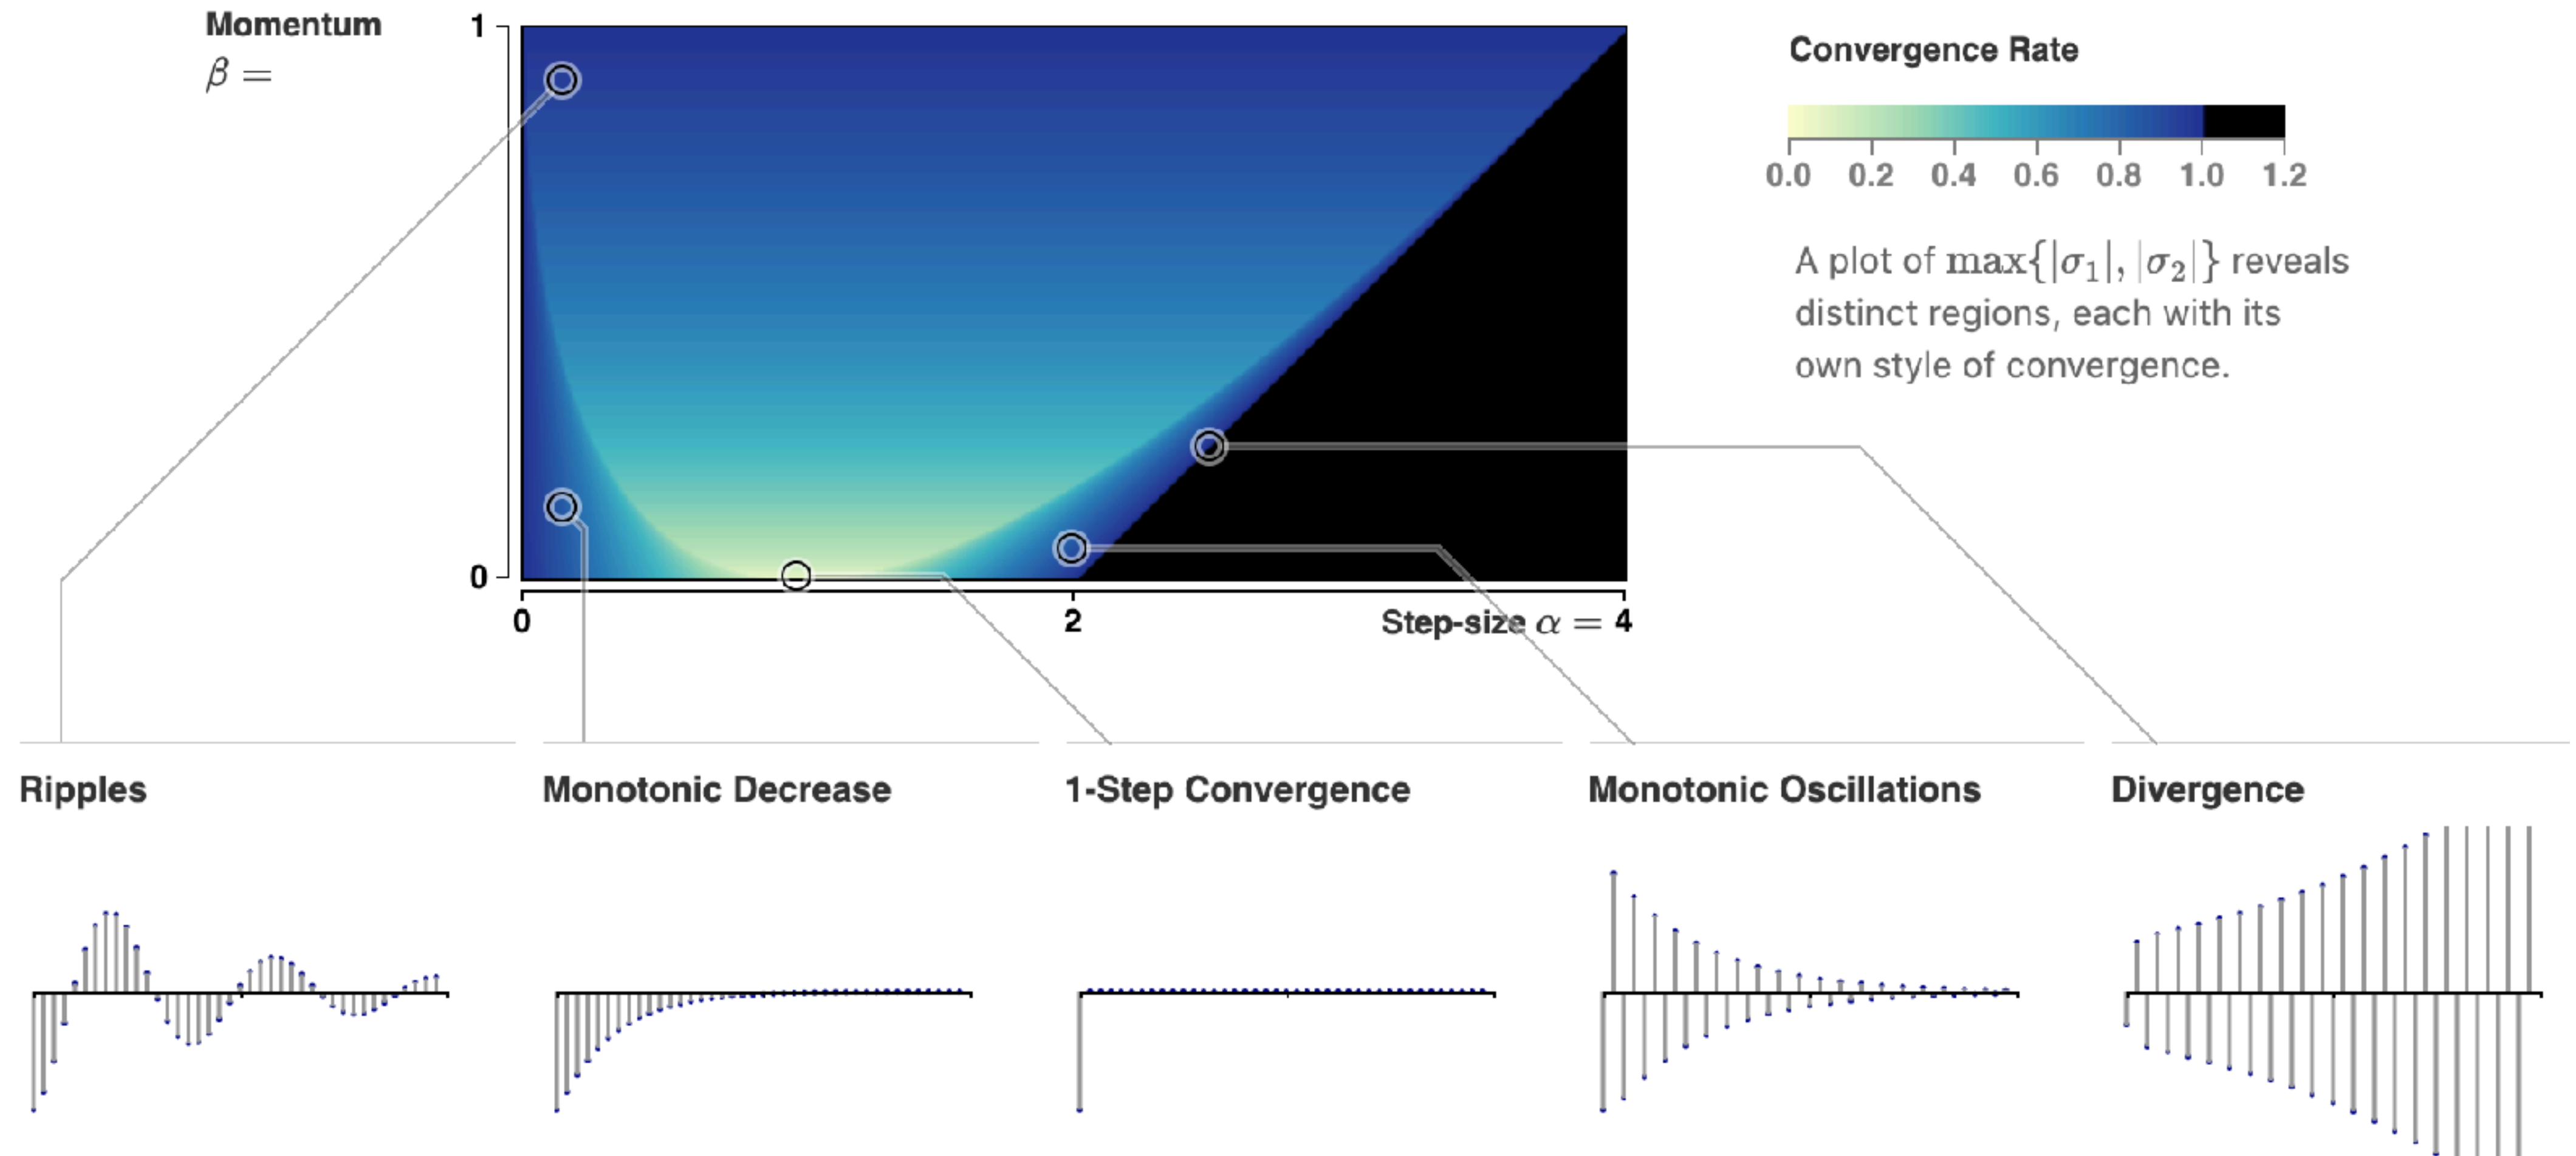 Momentum
β =
1
0
0
2
Step-size α = 4
Convergence Rate
0.0 0.2 0.4 0.6 0.8 1.0 1.2
A plot of max{|σ₁|, |σ₂|} reveals
distinct regions, each with its
own style of convergence.
Ripples
Monotonic Decrease
1-Step Convergence
Monotonic Oscillations
Divergence